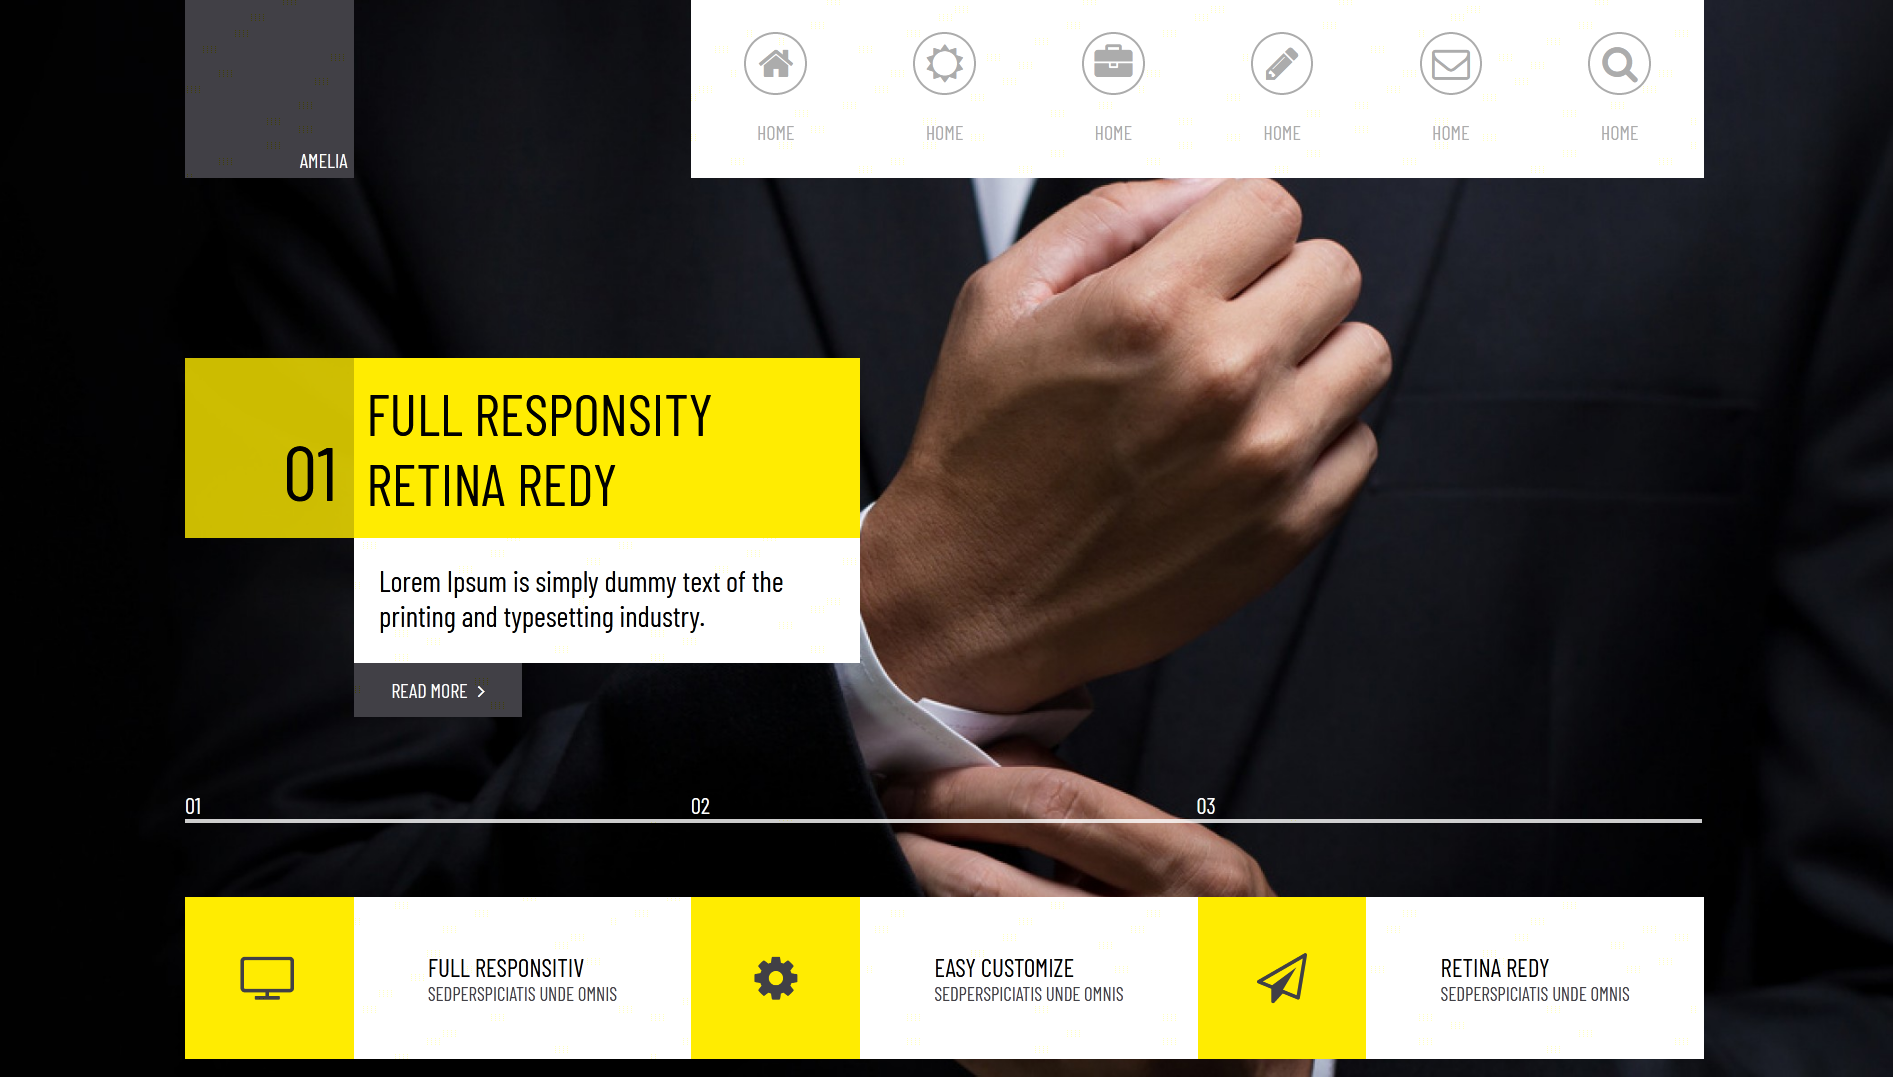 AMELIA
HOME
HOME
HOME
HOME
HOME
HOME
01
FULL RESPONSITY
RETINA REDY
Lorem Ipsum is simply dummy text of the
printing and typesetting industry.
READ MORE
01
02
03
FULL RESPONSITIV
SEDPERSPICIATIS UNDE OMNIS
EASY CUSTOMIZE
SEDPERSPICIATIS UNDE OMNIS
RETINA REDY
SEDPERSPICIATIS UNDE OMNIS